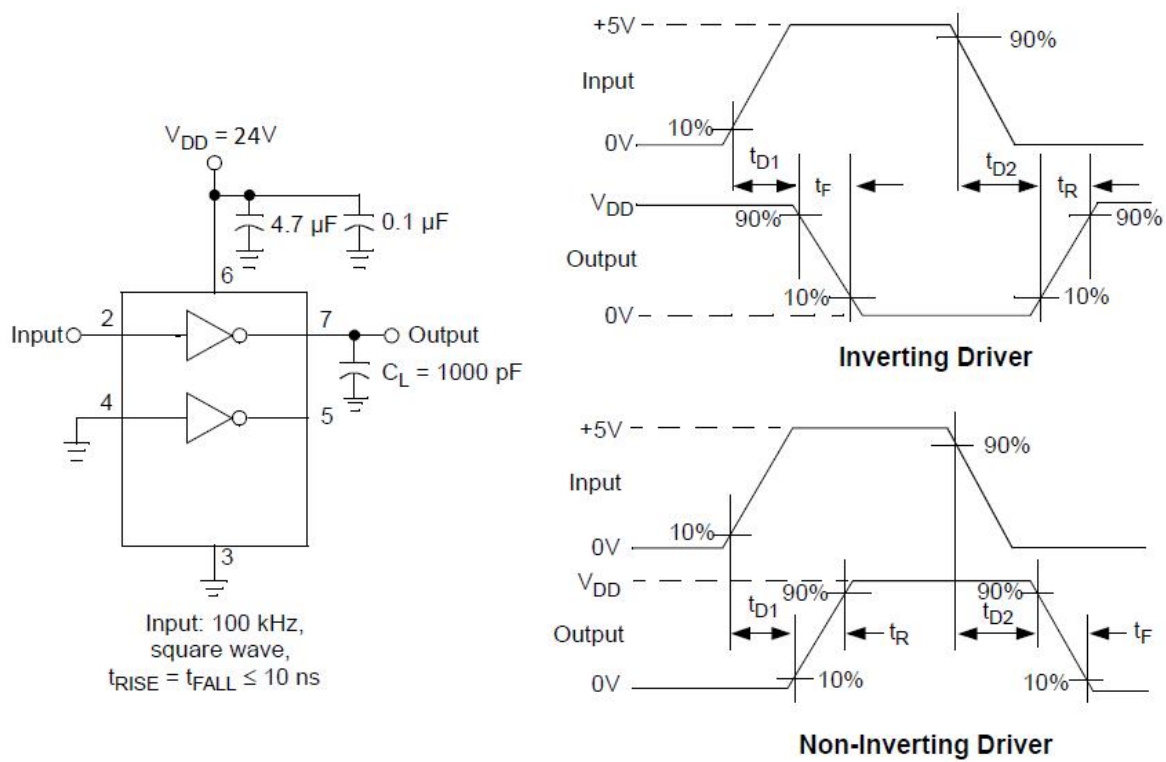 V_DD = 24V
4.7 µF
0.1 µF
6
Input
2
7
Output
C_L = 1000 pF
4
5
3
Input: 100 kHz,
square wave,
t_RISE = t_FALL ≤ 10 ns
+5V
90%
Input
10%
0V
t_D1
t_F
t_D2
t_R
V_DD
90%
90%
Output
10%
10%
0V
Inverting Driver
+5V
90%
Input
10%
0V
V_DD
90%
90%
t_D1
t_R
t_D2
t_F
Output
0V
10%
10%
Non-Inverting Driver